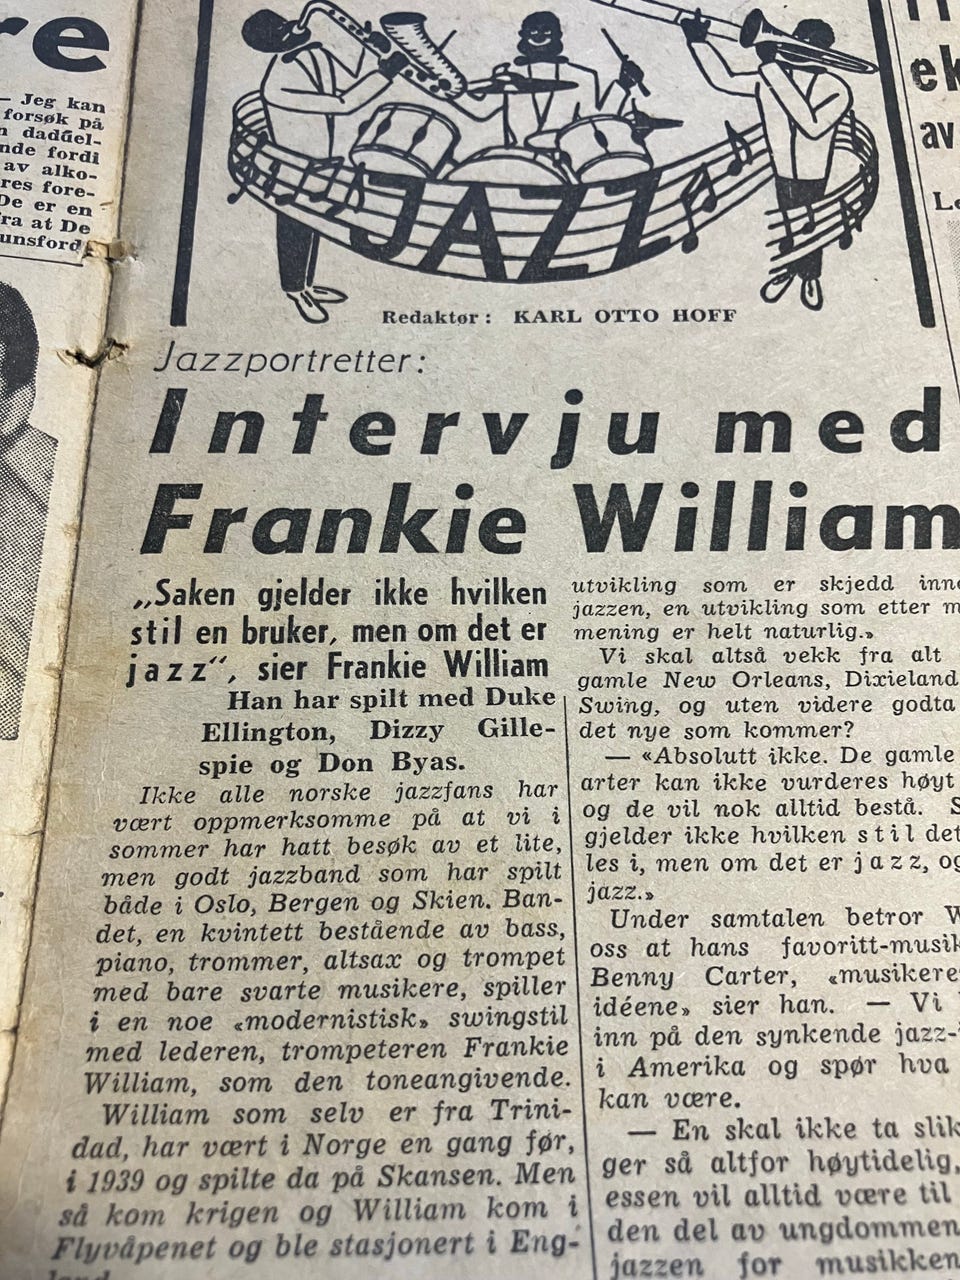 re
— Jeg kan
forsøk på
nde fordi
av alko-
res fore-
De er en
fra at De
JAZZ
Redaktør: KARL OTTO HOFF
Jazzportretter:
Intervju med
Frankie William
„Saken gjelder ikke hvilken
stil en bruker, men om det er
jazz“, sier Frankie William
Han har spilt med Duke
Ellington, Dizzy Gille-
spie og Don Byas.
Ikke alle norske jazzfans har
vært oppmerksomme på at vi i
sommer har hatt besøk av et lite,
men godt jazzband som har spilt
både i Oslo, Bergen og Skien. Ban-
det, en kvintett bestående av bass,
piano, trommer, altsax og trompet
med bare svarte musikere, spiller
i en noe «modernistisk» swingstil
med lederen, trompeteren Frankie
William, som den toneangivende.
William som selv er fra Trini-
dad, har vært i Norge en gang før,
i 1939 og spilte da på Skansen. Men
så kom krigen og William kom i
Flyvåpenet og ble stasjonert i Eng-
land
utvikling som er skjedd inne
jazzen, en utvikling som etter m
mening er helt naturlig.»
Vi skal altså vekk fra alt
gamle New Orleans, Dixieland
Swing, og uten videre godta
det nye som kommer?
— «Absolutt ikke. De gamle
arter kan ikke vurderes høyt
og de vil nok alltid bestå. S
gjelder ikke hvilken stil det
les i, men om det er jazz, og
jazz.»
Under samtalen betror W
oss at hans favoritt-musik
Benny Carter, «musikere
idéene» sier han. — Vi
inn på den synkende jazz-
i Amerika og spør hva
kan være.
— En skal ikke ta slik
ger så altfor høytidelig,
essen vil alltid være til
den del av ungdommen
jazzen for musikken
ek
av
Le